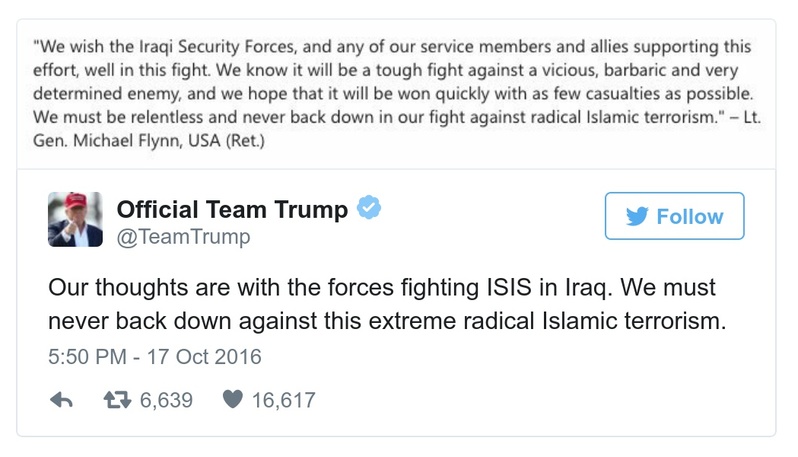 "We wish the Iraqi Security Forces, and any of our service members and allies supporting this
effort, well in this fight. We know it will be a tough fight against a vicious, barbaric and very
determined enemy, and we hope that it will be won quickly with as few casualties as possible.
We must be relentless and never back down in our fight against radical Islamic terrorism." – Lt.
Gen. Michael Flynn, USA (Ret.)
Official Team Trump
@TeamTrump
Follow
Our thoughts are with the forces fighting ISIS in Iraq. We must
never back down against this extreme radical Islamic terrorism.
5:50 PM - 17 Oct 2016
6,639 16,617